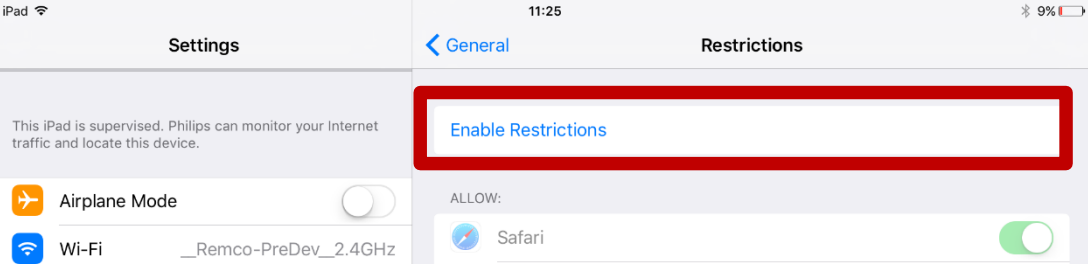 iPad 11:25 9%
Settings
General Restrictions
This iPad is supervised. Philips can monitor your Internet
traffic and locate this device.
Airplane Mode
Wi-Fi __Remco-PreDev__2.4GHz
Enable Restrictions
ALLOW:
Safari